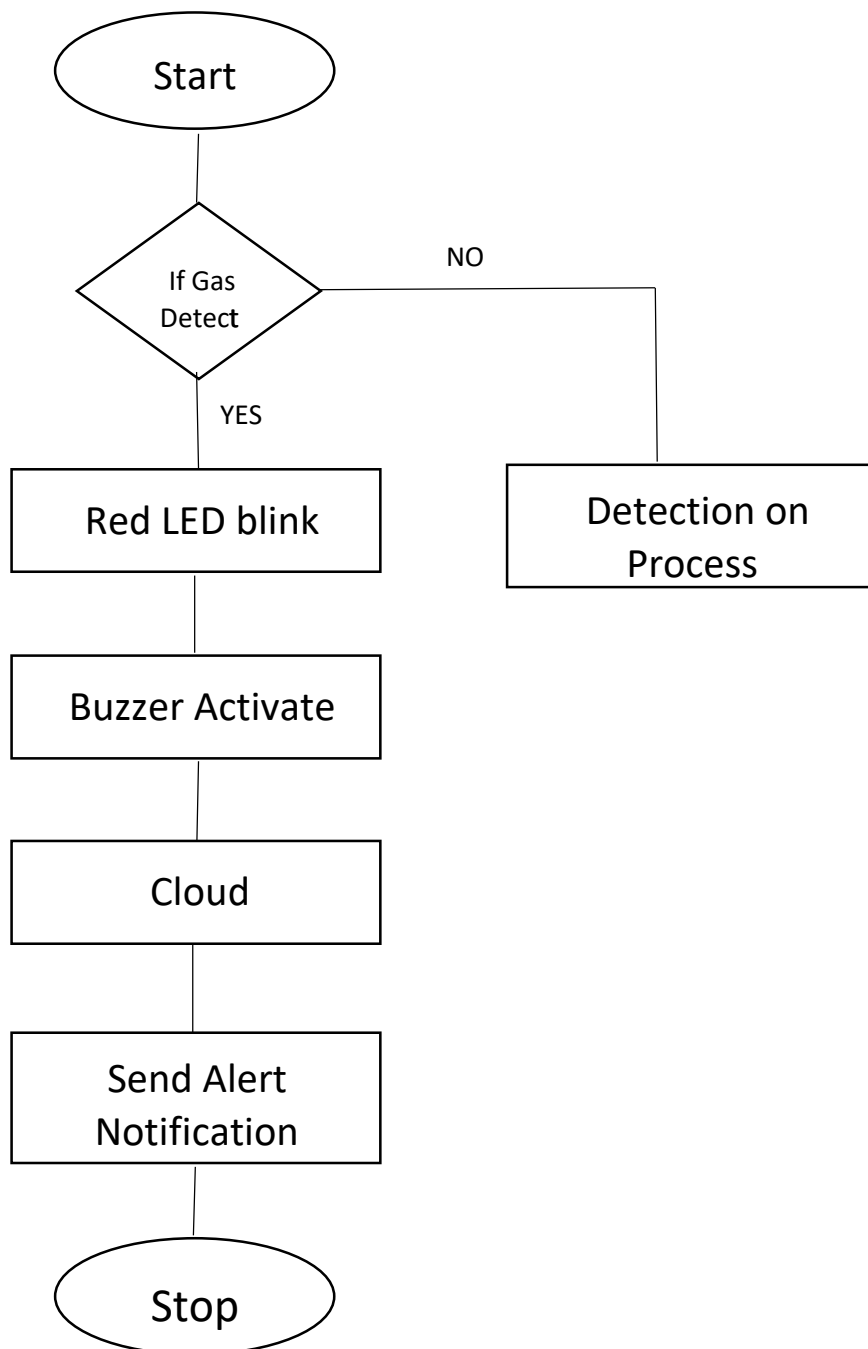 Start
If Gas
Detect
NO
YES
Red LED blink
Detection on
Process
Buzzer Activate
Cloud
Send Alert
Notification
Stop